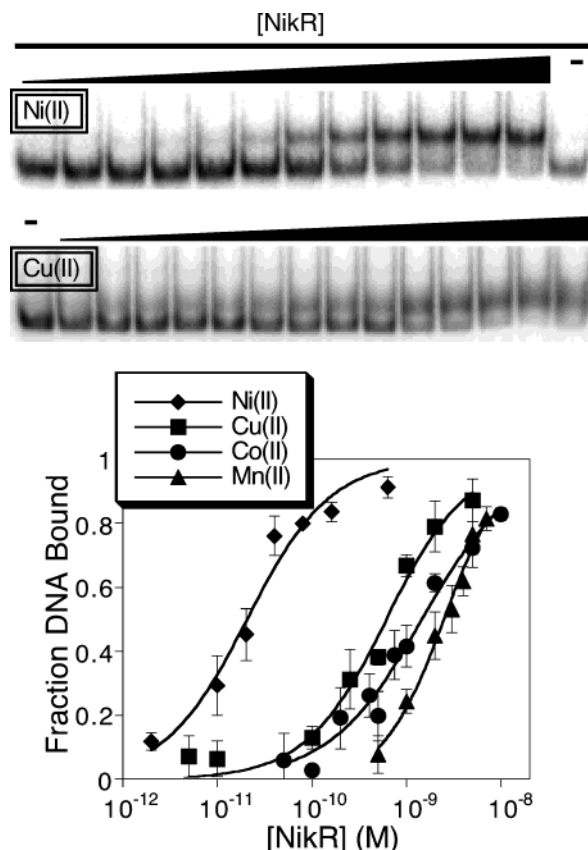 [NikR]
-
Ni(II)
-
Cu(II)
Ni(II)
Cu(II)
Co(II)
Mn(II)
1
0.8
0.6
0.4
0.2
0
Fraction DNA Bound
10-12 10-11 10-10 10-9 10-8
[NikR] (M)